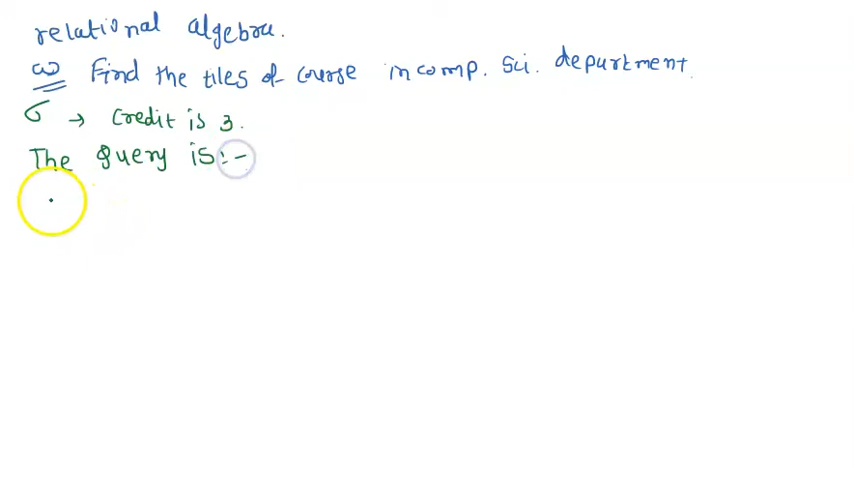 relational algebra.
a) Find the tiles of course in comp. sci. department.
σ → credit is 3.
The query is :-